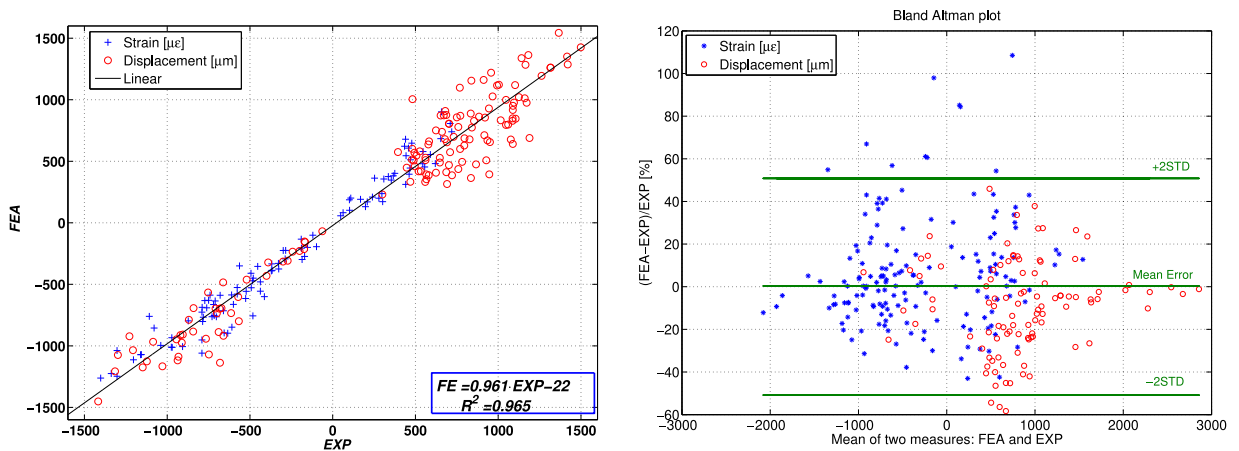 1500
1000
500
0
−500
−1000
−1500
FEA
Strain [µε]
Displacement [µm]
Linear
FE =0.961·EXP−22
R² =0.965
−1500 −1000 −500 0 500 1000 1500
EXP
Bland Altman plot
120
100
80
60
40
20
0
−20
−40
−60
(FEA−EXP)/EXP [%]
Strain [µε]
Displacement [µm]
+2STD
Mean Error
−2STD
−3000 −2000 −1000 0 1000 2000 3000
Mean of two measures: FEA and EXP